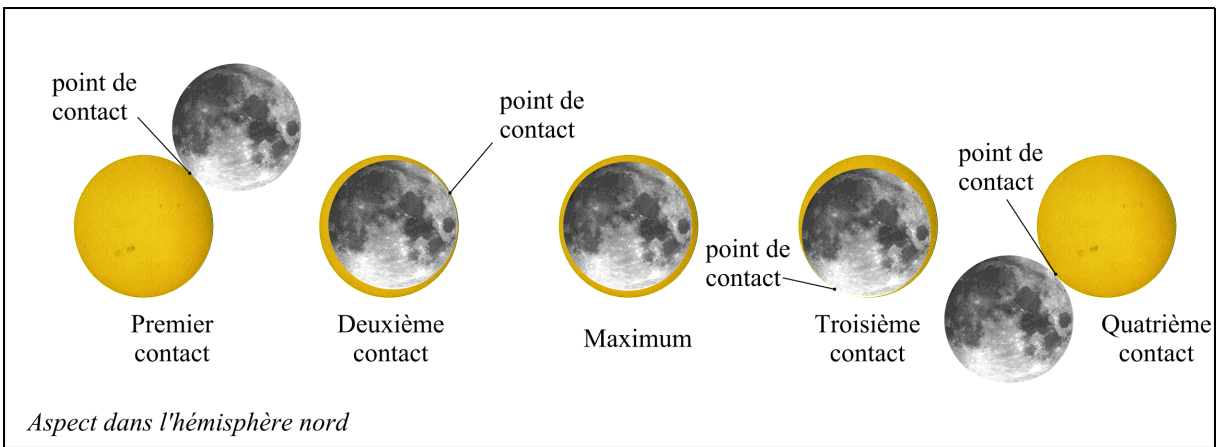 point de
contact
point de
contact
point de
contact
point de
contact
Premier
contact
Deuxième
contact
Maximum
Troisième
contact
Quatrième
contact
Aspect dans l'hémisphère nord